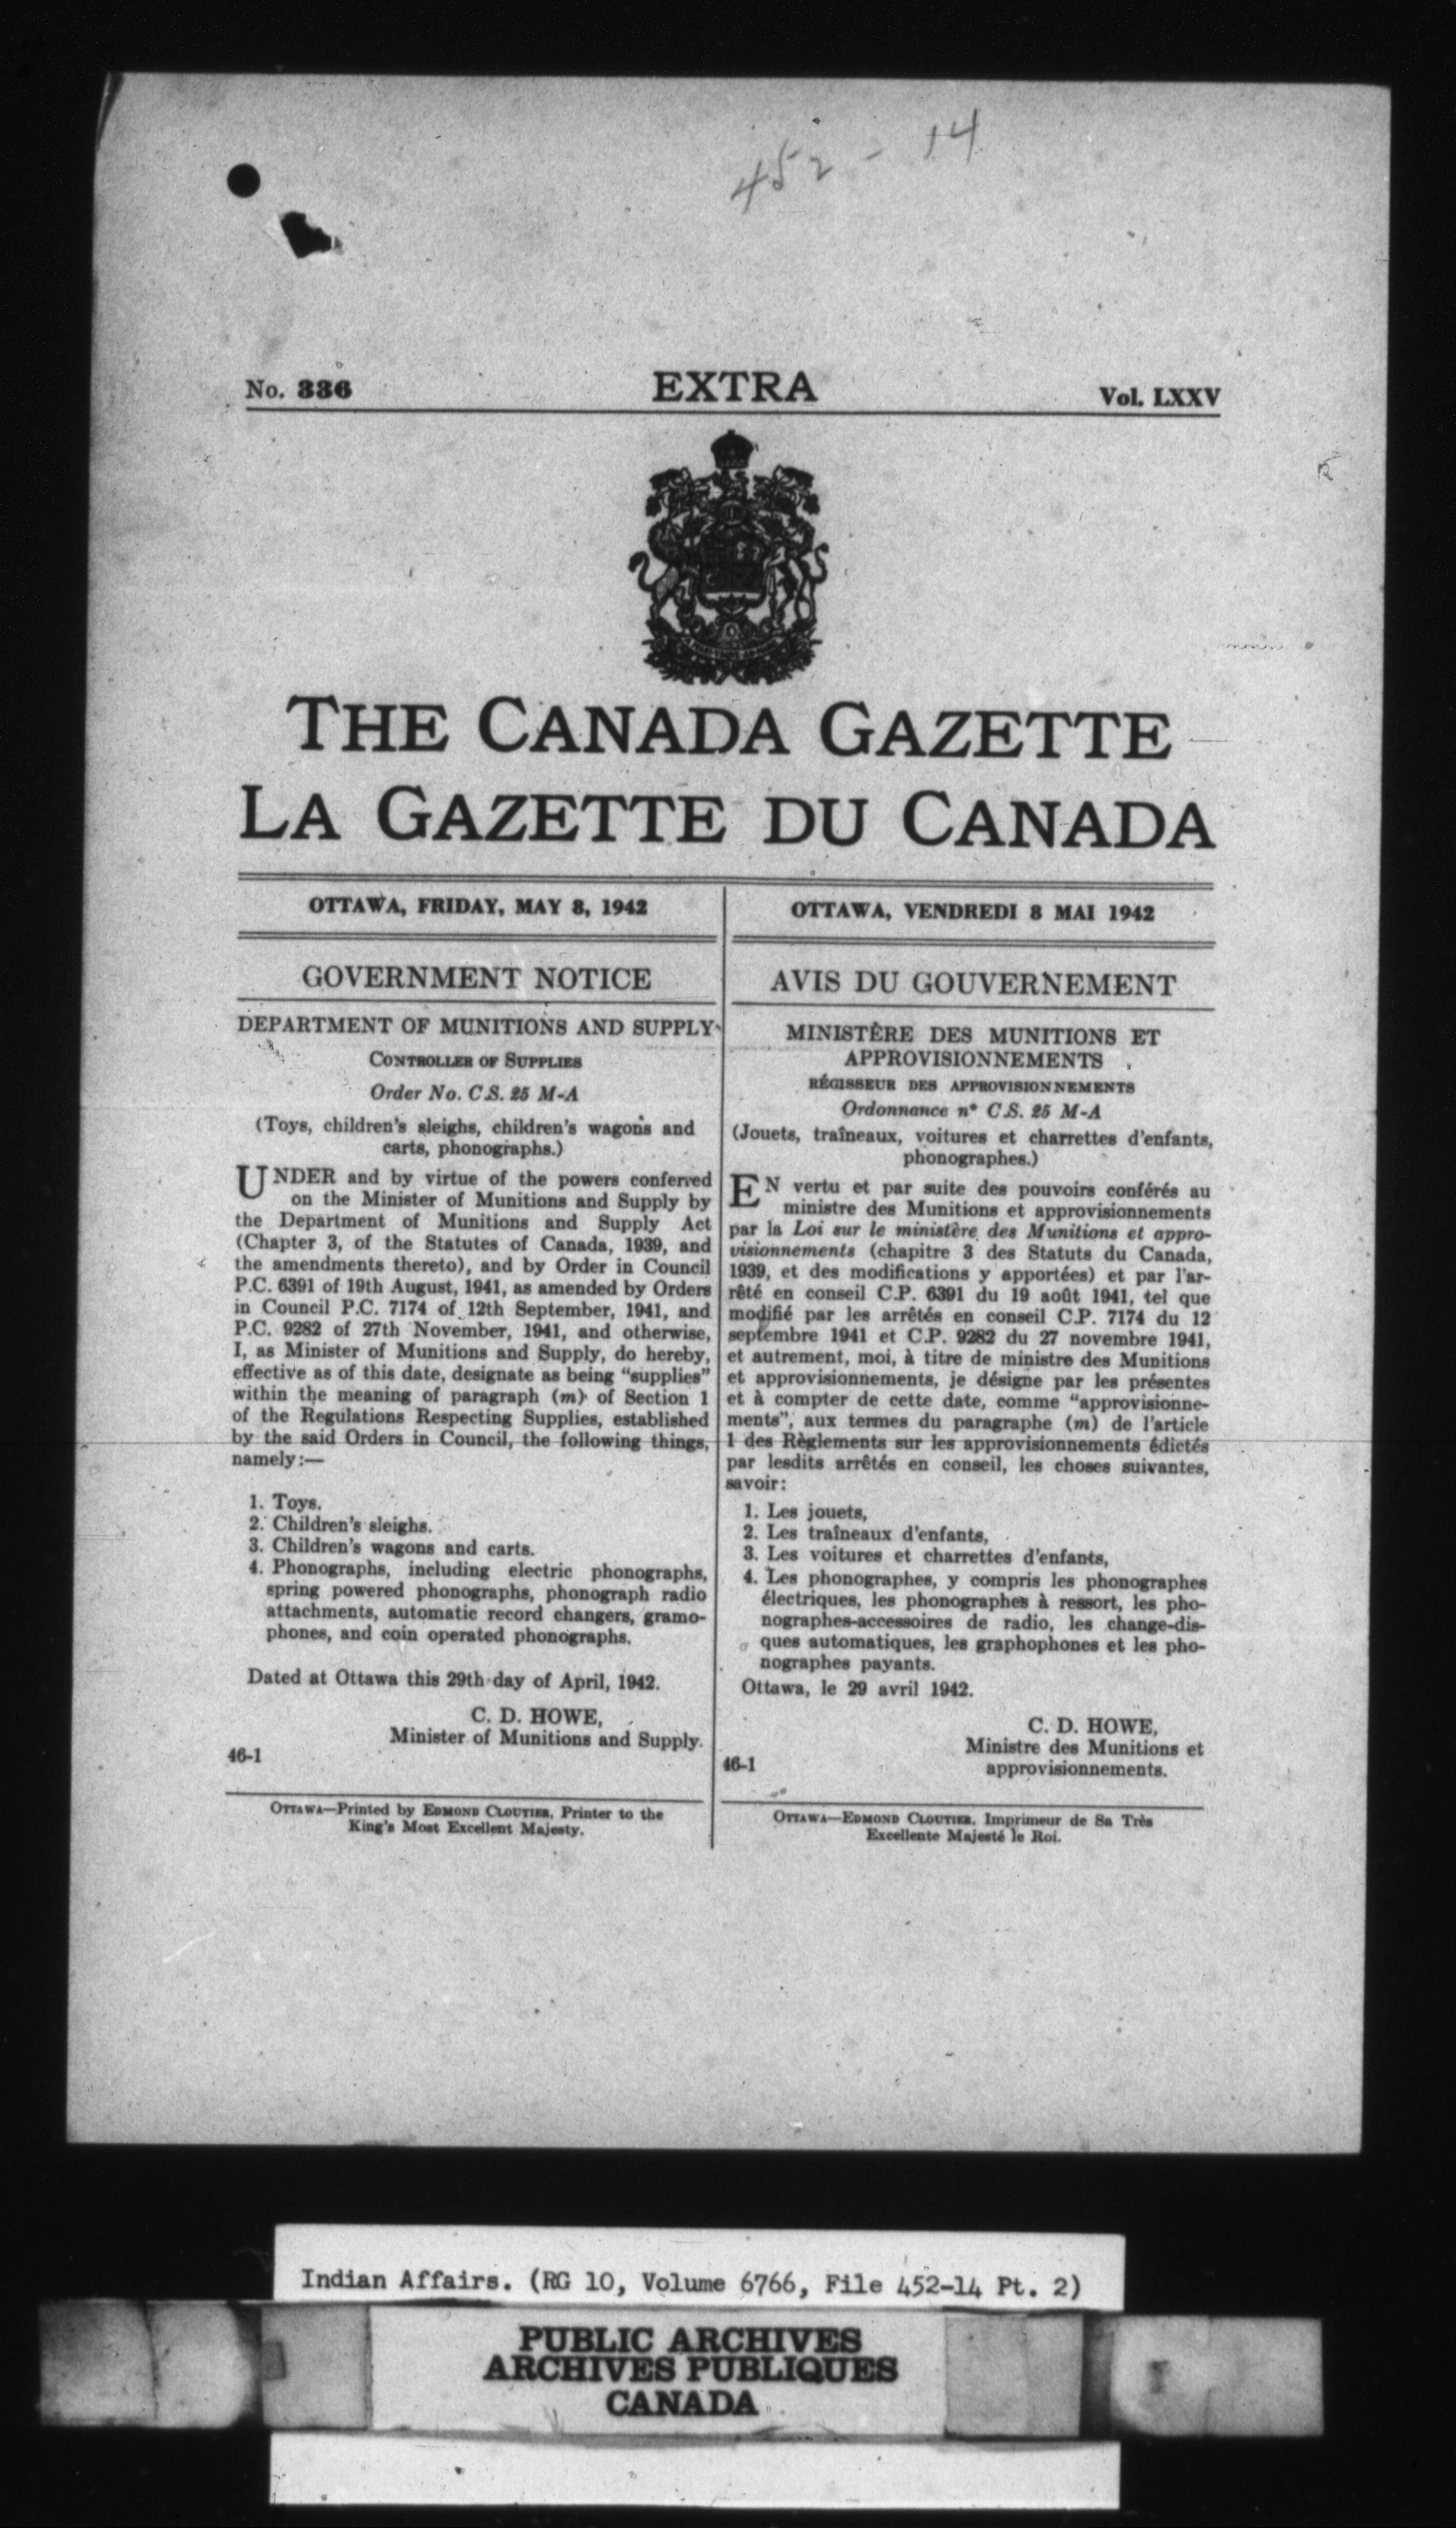 452-14
No. 336 EXTRA Vol. LXXV
THE CANADA GAZETTE
LA GAZETTE DU CANADA
OTTAWA, FRIDAY, MAY 8, 1942
GOVERNMENT NOTICE
DEPARTMENT OF MUNITIONS AND SUPPLY
CONTROLLER OF SUPPLIES
Order No. C.S. 25 M-A
(Toys, children's sleighs, children's wagons and
carts, phonographs.)
UNDER and by virtue of the powers conferred
on the Minister of Munitions and Supply by
the Department of Munitions and Supply Act
(Chapter 3, of the Statutes of Canada, 1939, and
the amendments thereto), and by Order in Council
P.C. 6391 of 19th August, 1941, as amended by Orders
in Council P.C. 7174 of 12th September, 1941, and
P.C. 9282 of 27th November, 1941, and otherwise,
I, as Minister of Munitions and Supply, do hereby,
effective as of this date, designate as being "supplies"
within the meaning of paragraph (m) of Section 1
of the Regulations Respecting Supplies, established
by the said Orders in Council, the following things,
namely:—
1. Toys.
2. Children's sleighs.
3. Children's wagons and carts.
4. Phonographs, including electric phonographs,
spring powered phonographs, phonograph radio
attachments, automatic record changers, gramo-
phones, and coin operated phonographs.
Dated at Ottawa this 29th day of April, 1942.
C. D. HOWE,
Minister of Munitions and Supply.
46-1
OTTAWA—Printed by EDMOND CLOUTIER, Printer to the
King's Most Excellent Majesty.
OTTAWA, VENDREDI 8 MAI 1942
AVIS DU GOUVERNEMENT
MINISTÈRE DES MUNITIONS ET
APPROVISIONNEMENTS
RÉGISSEUR DES APPROVISIONNEMENTS
Ordonnance n° C.S. 25 M-A
(Jouets, traîneaux, voitures et charrettes d'enfants,
phonographes.)
EN vertu et par suite des pouvoirs conférés au
ministre des Munitions et approvisionnements
par la Loi sur le ministère des Munitions et appro-
visionnements (chapitre 3 des Statuts du Canada,
1939, et des modifications y apportées) et par l'ar-
rêté en conseil C.P. 6391 du 19 août 1941, tel que
modifié par les arrêtés en conseil C.P. 7174 du 12
septembre 1941 et C.P. 9282 du 27 novembre 1941,
et autrement, moi, à titre de ministre des Munitions
et approvisionnements, je désigne par les présentes
et à compter de cette date, comme "approvisionne-
ments", aux termes du paragraphe (m) de l'article
1 des Règlements sur les approvisionnements édictés
par lesdits arrêtés en conseil, les choses suivantes,
savoir:
1. Les jouets,
2. Les traîneaux d'enfants,
3. Les voitures et charrettes d'enfants,
4. Les phonographes, y compris les phonographes
électriques, les phonographes à ressort, les pho-
nographes-accessoires de radio, les change-dis-
ques automatiques, les graphophones et les pho-
nographes payants.
Ottawa, le 29 avril 1942.
C. D. HOWE,
Ministre des Munitions et
approvisionnements.
46-1
OTTAWA—EDMOND CLOUTIER, Imprimeur de Sa Très
Excellente Majesté le Roi.
Indian Affairs. (RG 10, Volume 6766, File 452-14 Pt. 2)
PUBLIC ARCHIVES
ARCHIVES PUBLIQUES
CANADA